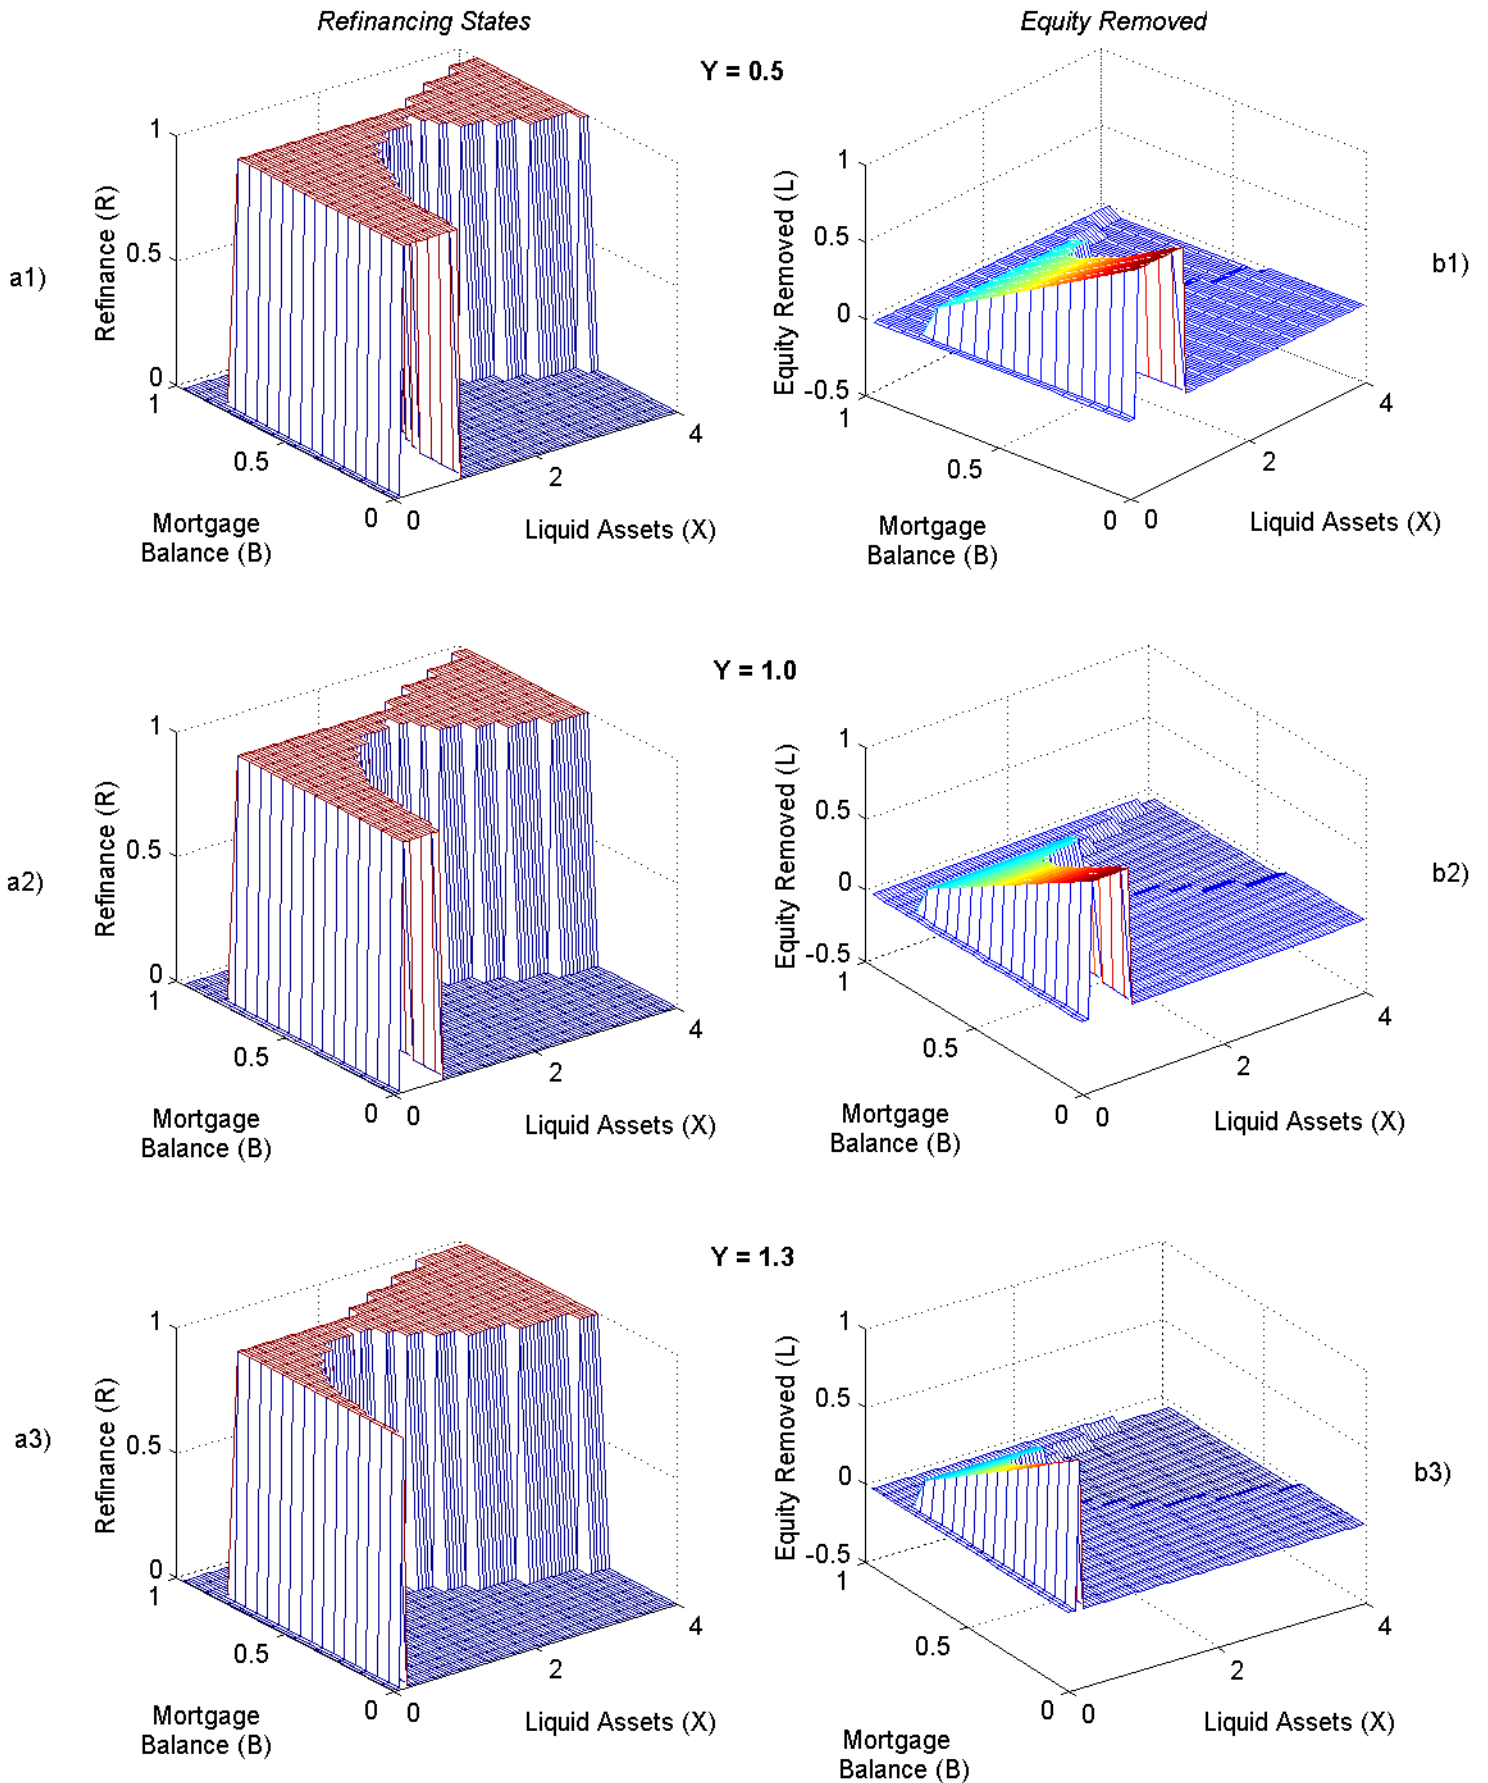 Refinancing States
Equity Removed
Y = 0.5
a1)
Refinance (R)
1
0.5
0
1
0.5
0
0
2
4
Mortgage
Balance (B)
Liquid Assets (X)
Equity Removed (L)
1
0.5
0
-0.5
1
0.5
0
0
2
4
Mortgage
Balance (B)
Liquid Assets (X)
b1)
Y = 1.0
a2)
Refinance (R)
1
0.5
0
1
0.5
0
0
2
4
Mortgage
Balance (B)
Liquid Assets (X)
Equity Removed (L)
1
0.5
0
-0.5
1
0.5
0
0
2
4
Mortgage
Balance (B)
Liquid Assets (X)
b2)
Y = 1.3
a3)
Refinance (R)
1
0.5
0
1
0.5
0
0
2
4
Mortgage
Balance (B)
Liquid Assets (X)
Equity Removed (L)
1
0.5
0
-0.5
1
0.5
0
0
2
4
Mortgage
Balance (B)
Liquid Assets (X)
b3)